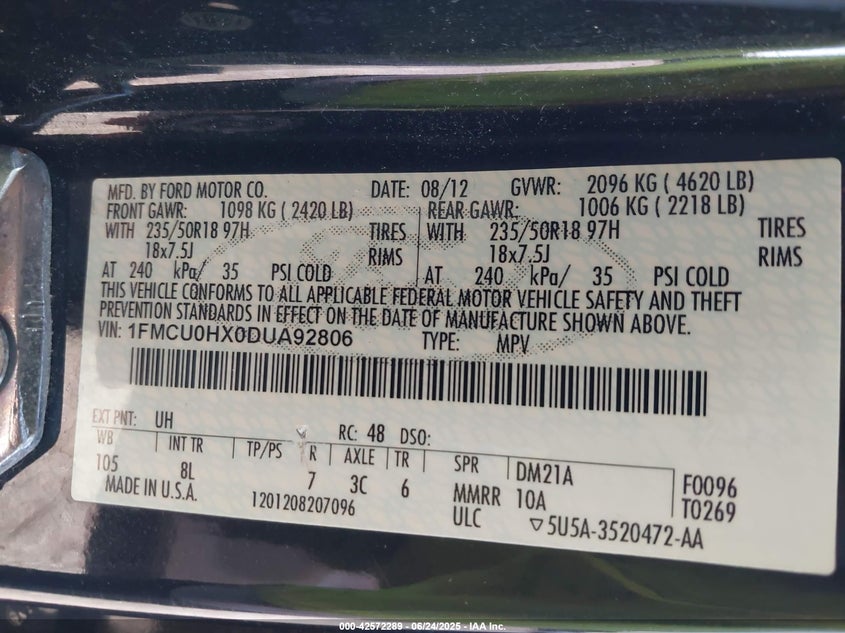 MFD. BY FORD MOTOR CO. DATE: 08/12 GVWR: 2096 KG ( 4620 LB)
FRONT GAWR: 1098 KG ( 2420 LB) REAR GAWR: 1006 KG ( 2218 LB)
WITH 235/50R18 97H TIRES WITH 235/50R18 97H TIRES
18x7.5J RIMS 18x7.5J RIMS
AT 240 kPa/ 35 PSI COLD AT 240 kPa/ 35 PSI COLD
THIS VEHICLE CONFORMS TO ALL APPLICABLE FEDERAL MOTOR VEHICLE SAFETY AND THEFT
PREVENTION STANDARDS IN EFFECT ON THE DATE OF MANUFACTURE SHOWN ABOVE.
VIN: 1FMCU0HX0DUA92806 TYPE: MPV
EXT PNT: UH RC: 48 DSO:
WB INT TR TP/PS R AXLE TR SPR DM21A F0096
105 8L 7 3C 6 MMRR 10A T0269
MADE IN U.S.A. 1201208207096 ULC ▽5U5A-3520472-AA
000-42572289 - 06/24/2025 - IAA Inc.